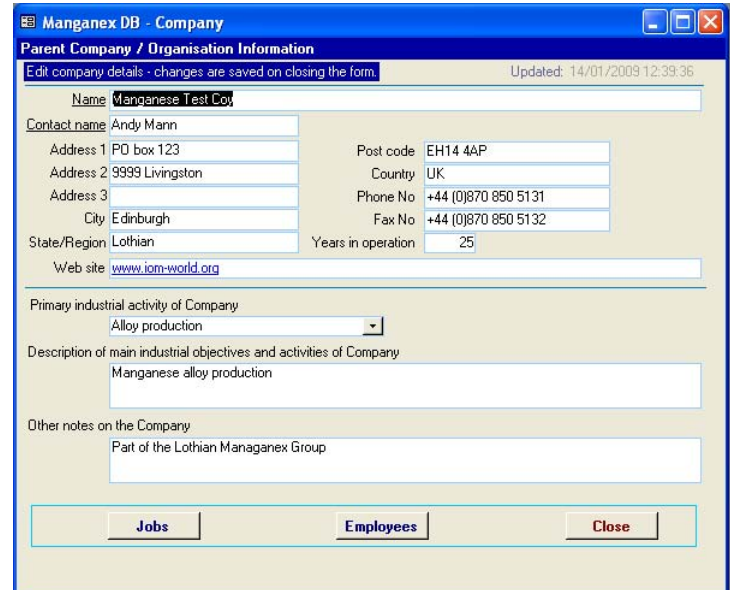 Manganex DB - Company
Parent Company / Organisation Information
Edit company details - changes are saved on closing the form. Updated: 14/01/2009 12:39:36
Name Manganese Test Coy
Contact name Andy Mann
Address 1 PO box 123 Post code EH14 4AP
Address 2 9999 Livingston Country UK
Address 3 Phone No +44 (0)870 850 5131
City Edinburgh Fax No +44 (0)870 850 5132
State/Region Lothian Years in operation 25
Web site www.iom-world.org
Primary industrial activity of Company
Alloy production
Description of main industrial objectives and activities of Company
Manganese alloy production
Other notes on the Company
Part of the Lothian Managanex Group
Jobs Employees Close